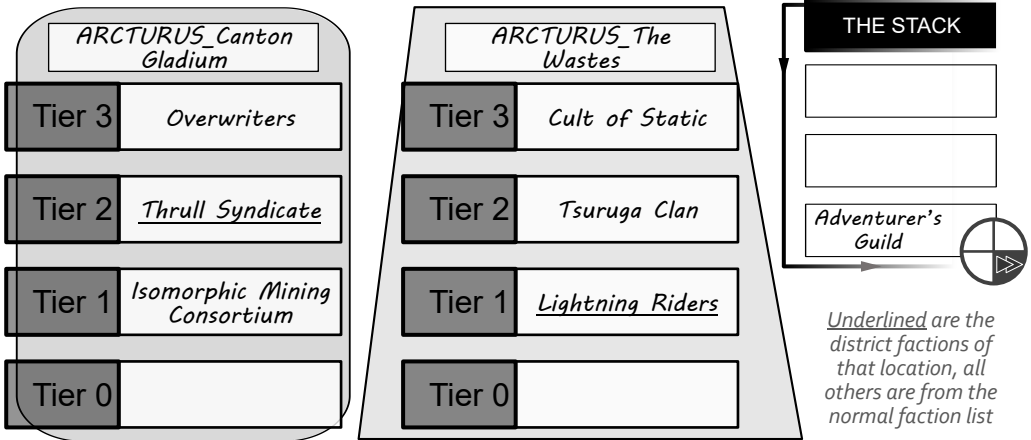 ARCTURUS_Canton
Gladium
Tier 3
Overwriters
Tier 2
Thrull Syndicate
Tier 1
Isomorphic Mining
Consortium
Tier 0
ARCTURUS_The
Wastes
Tier 3
Cult of Static
Tier 2
Tsuruga Clan
Tier 1
Lightning Riders
Tier 0
THE STACK
Adventurer's
Guild
Underlined are the
district factions of
that location, all
others are from the
normal faction list